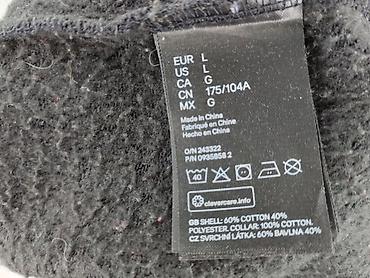 EUR L
US L
CA G
CN 175/104A
MX G
Made in China
Fabriqué en Chine
Hecho en China
O/N 243322
P/N 0935858 2
40
clevercare.info
GB SHELL: 60% COTTON 40%
POLYESTER. COLLAR: 100% COTTON.
CZ SVRCHNÍ LÁTKA: 60% BAVLNA 40%